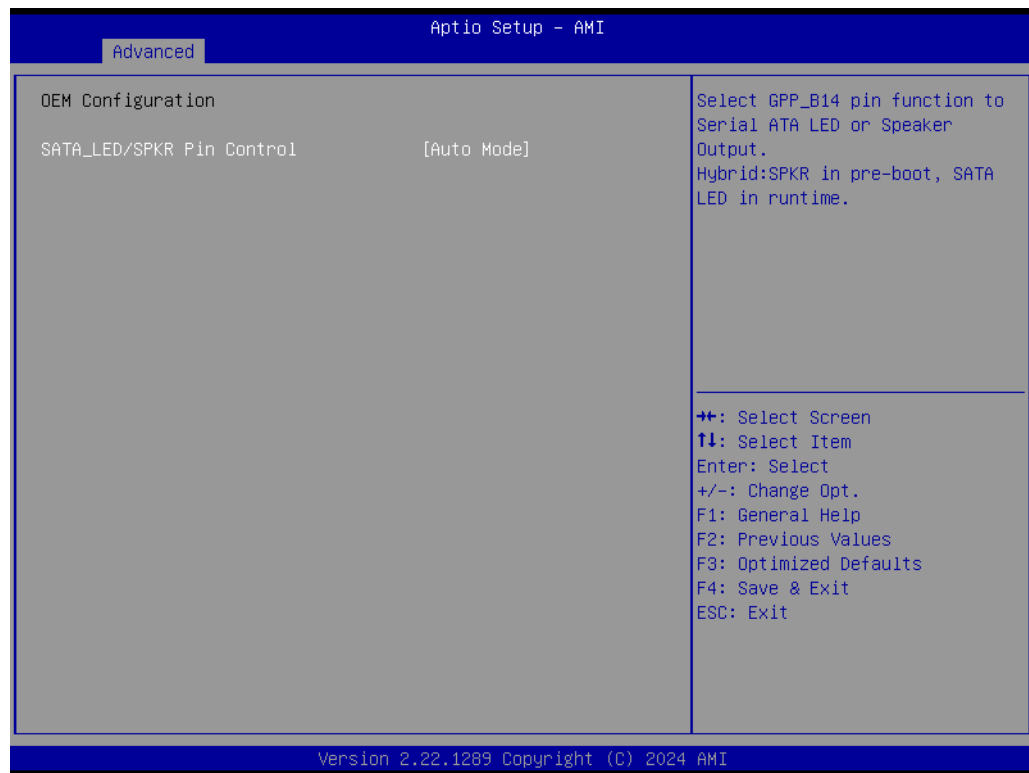 Aptio Setup – AMI
Advanced
OEM Configuration
SATA_LED/SPKR Pin Control [Auto Mode]
Select GPP_B14 pin function to
Serial ATA LED or Speaker
Output.
Hybrid:SPKR in pre-boot, SATA
LED in runtime.
→←: Select Screen
↑↓: Select Item
Enter: Select
+/-: Change Opt.
F1: General Help
F2: Previous Values
F3: Optimized Defaults
F4: Save & Exit
ESC: Exit
Version 2.22.1289 Copyright (C) 2024 AMI